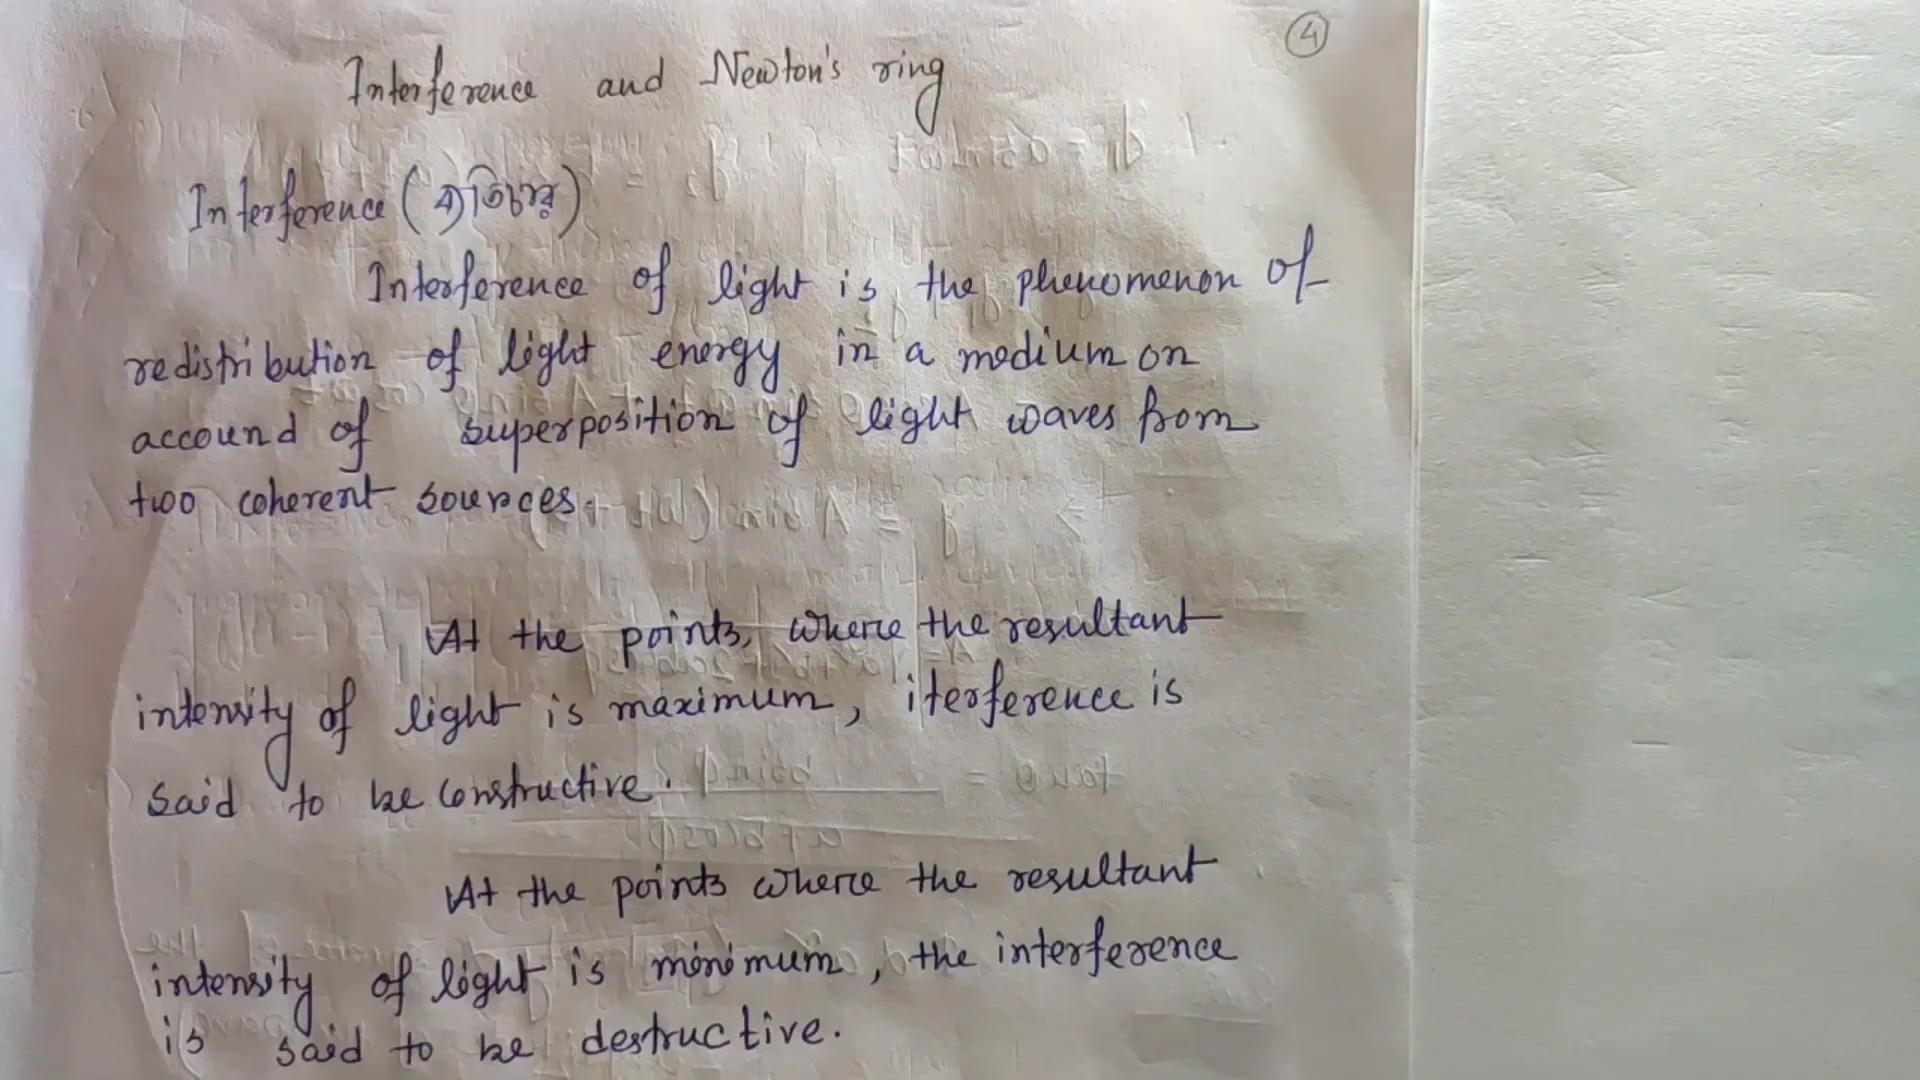 4
Interference and Newton's ring
Interference (ব্যতিচার)
Interference of light is the phenomenon of
redistribution of light energy in a medium on
accound of superposition of light waves from
two coherent sources.
At the points, where the resultant
intensity of light is maximum, iterference is
said to be constructive.
At the points where the resultant
intensity of light is minimum, the interference
is said to be destructive.